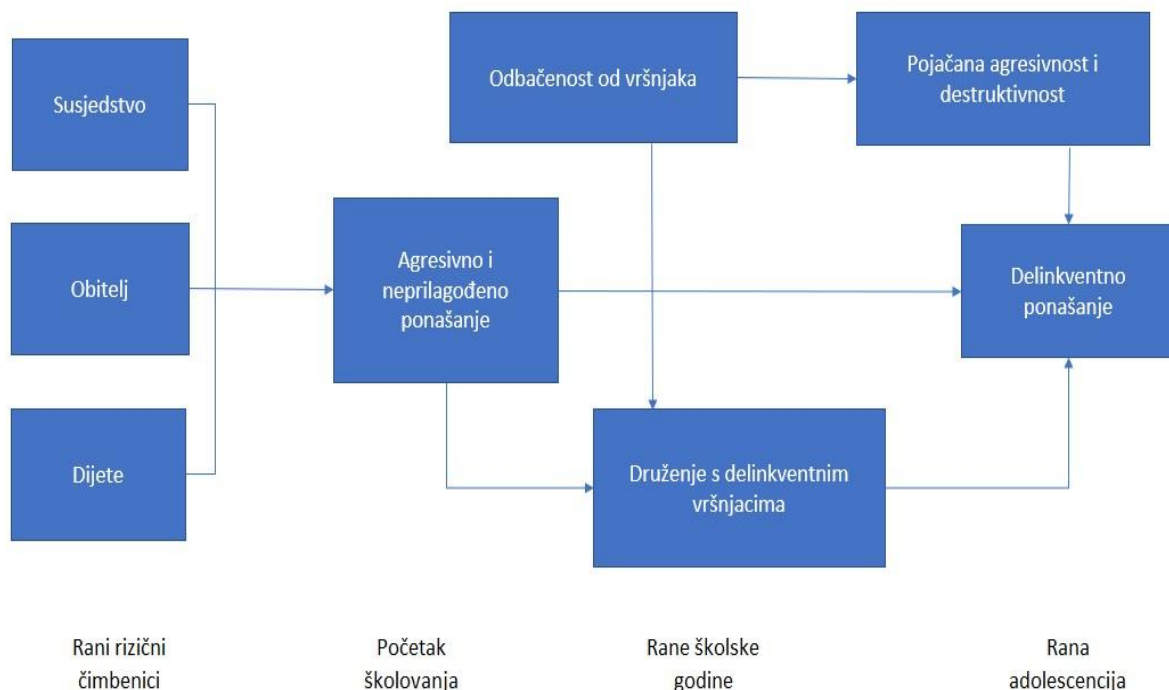 Susjedstvo
Obitelj
Dijete
Agresivno i
neprilagođeno
ponašanje
Odbačenost od vršnjaka
Druženje s delinkventnim
vršnjacima
Pojačana agresivnost i
destruktivnost
Delinkventno
ponašanje
Rani rizični
čimbenici
Početak
školovanja
Rane školske
godine
Rana
adolescencija